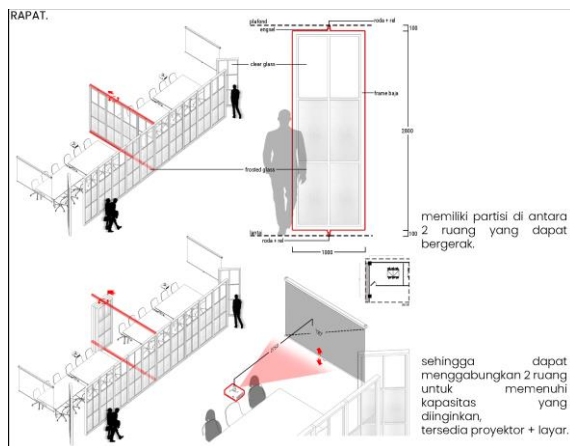 RAPAT.
plafond
engsel
roda + rel
100
clear glass
frame baja
2800
frosted glass
lantai
roda + rel
100
1000
memiliki partisi di antara
2 ruang yang dapat
bergerak.
sehingga dapat
menggabungkan 2 ruang
untuk memenuhi
kapasitas yang
diinginkan,
tersedia proyektor + layar.